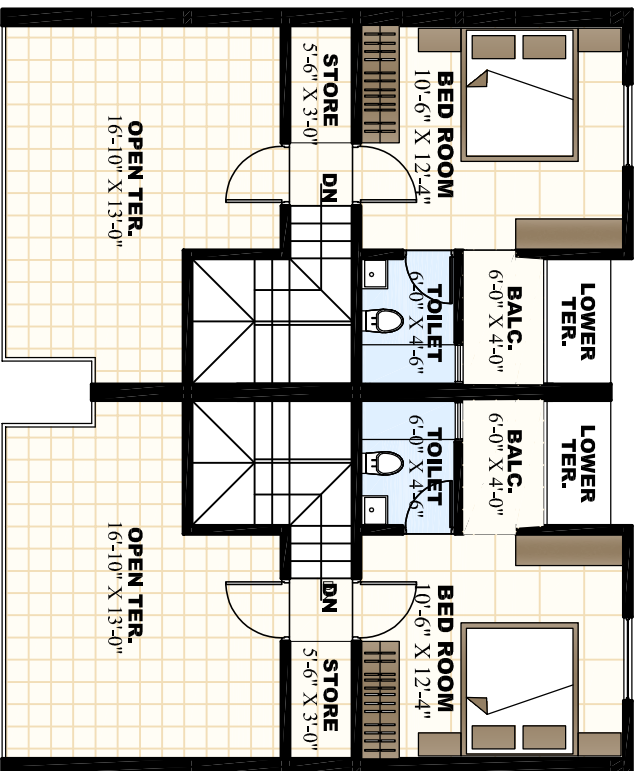 STORE
5'-6" X 3'-0"
BED ROOM
10'-6" X 12'-4"
OPEN TER.
16'-10" X 13'-0"
DN
TOILET
6'-0" X 4'-6"
BALC.
6'-0" X 4'-0"
LOWER
TER.
TOILET
6'-0" X 4'-6"
BALC.
6'-0" X 4'-0"
LOWER
TER.
OPEN TER.
16'-10" X 13'-0"
DN
BED ROOM
10'-6" X 12'-4"
STORE
5'-6" X 3'-0"